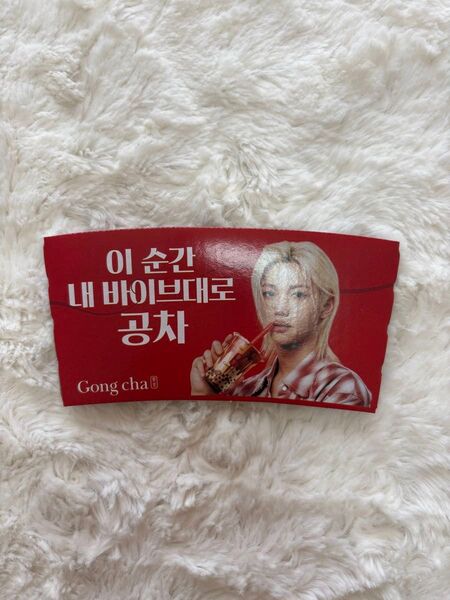 이 순간
내 바이브대로
공차
Gong cha